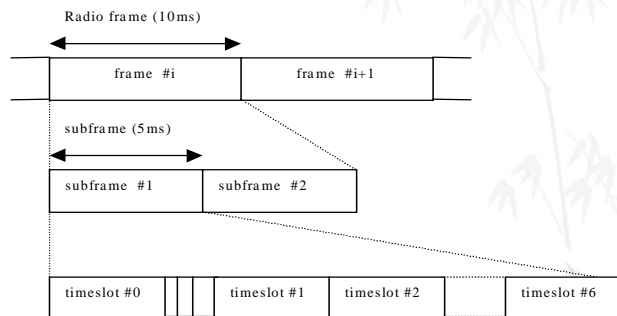 Radio frame (10ms)
frame #i frame #i+1
subframe (5ms)
subframe #1 subframe #2
timeslot #0 timeslot #1 timeslot #2 timeslot #6